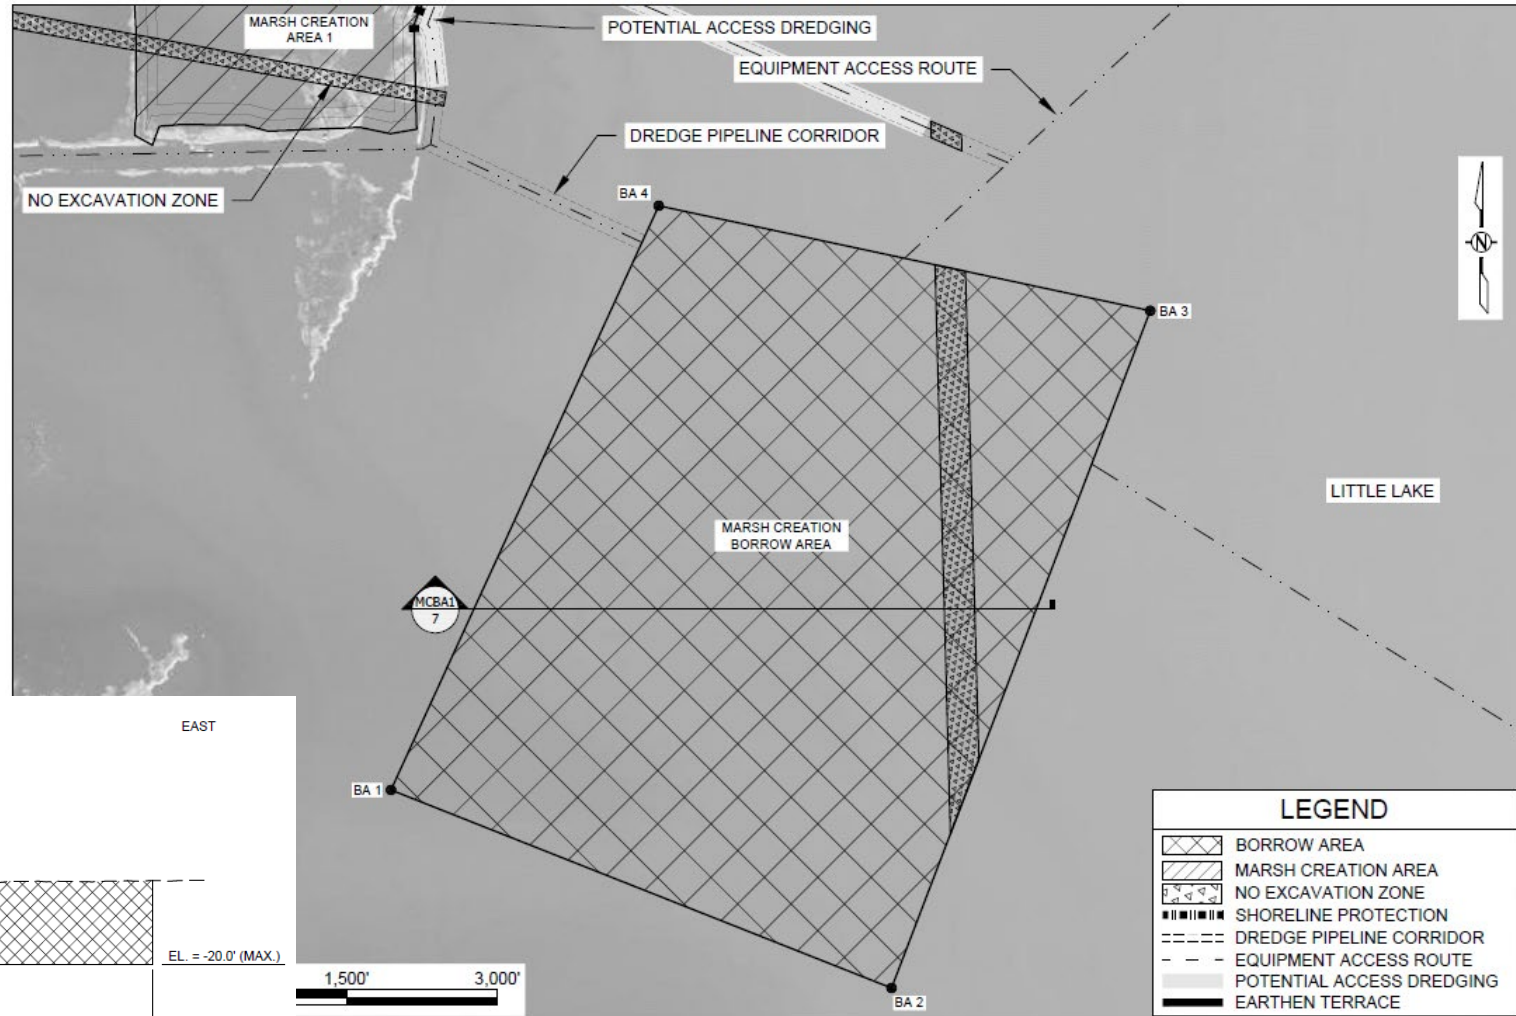 MARSH CREATION
AREA 1
POTENTIAL ACCESS DREDGING
EQUIPMENT ACCESS ROUTE
DREDGE PIPELINE CORRIDOR
NO EXCAVATION ZONE
BA 4
N
BA 3
LITTLE LAKE
MARSH CREATION
BORROW AREA
MCBA1
7
EAST
BA 1
EL. = -20.0' (MAX.)
1,500'
3,000'
BA 2
LEGEND
BORROW AREA
MARSH CREATION AREA
NO EXCAVATION ZONE
SHORELINE PROTECTION
DREDGE PIPELINE CORRIDOR
EQUIPMENT ACCESS ROUTE
POTENTIAL ACCESS DREDGING
EARTHEN TERRACE